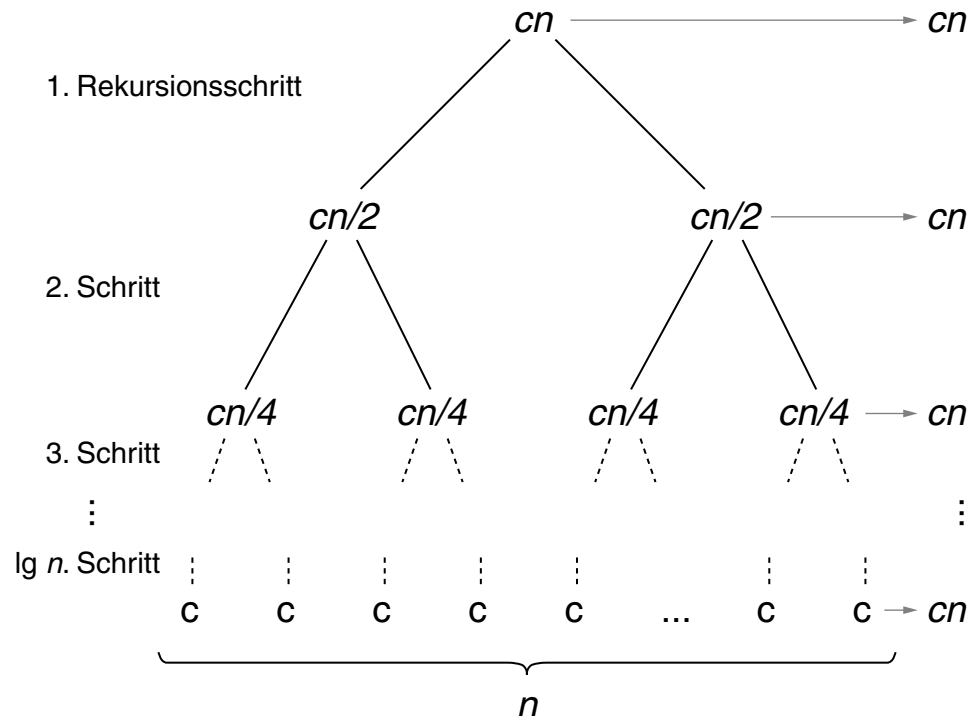 cn cn
1. Rekursionsschritt
cn/2 cn/2 cn
2. Schritt
cn/4 cn/4 cn/4 cn/4 cn
3. Schritt
⋮ ⋮
lg n. Schritt
c c c c c ... c c cn
n